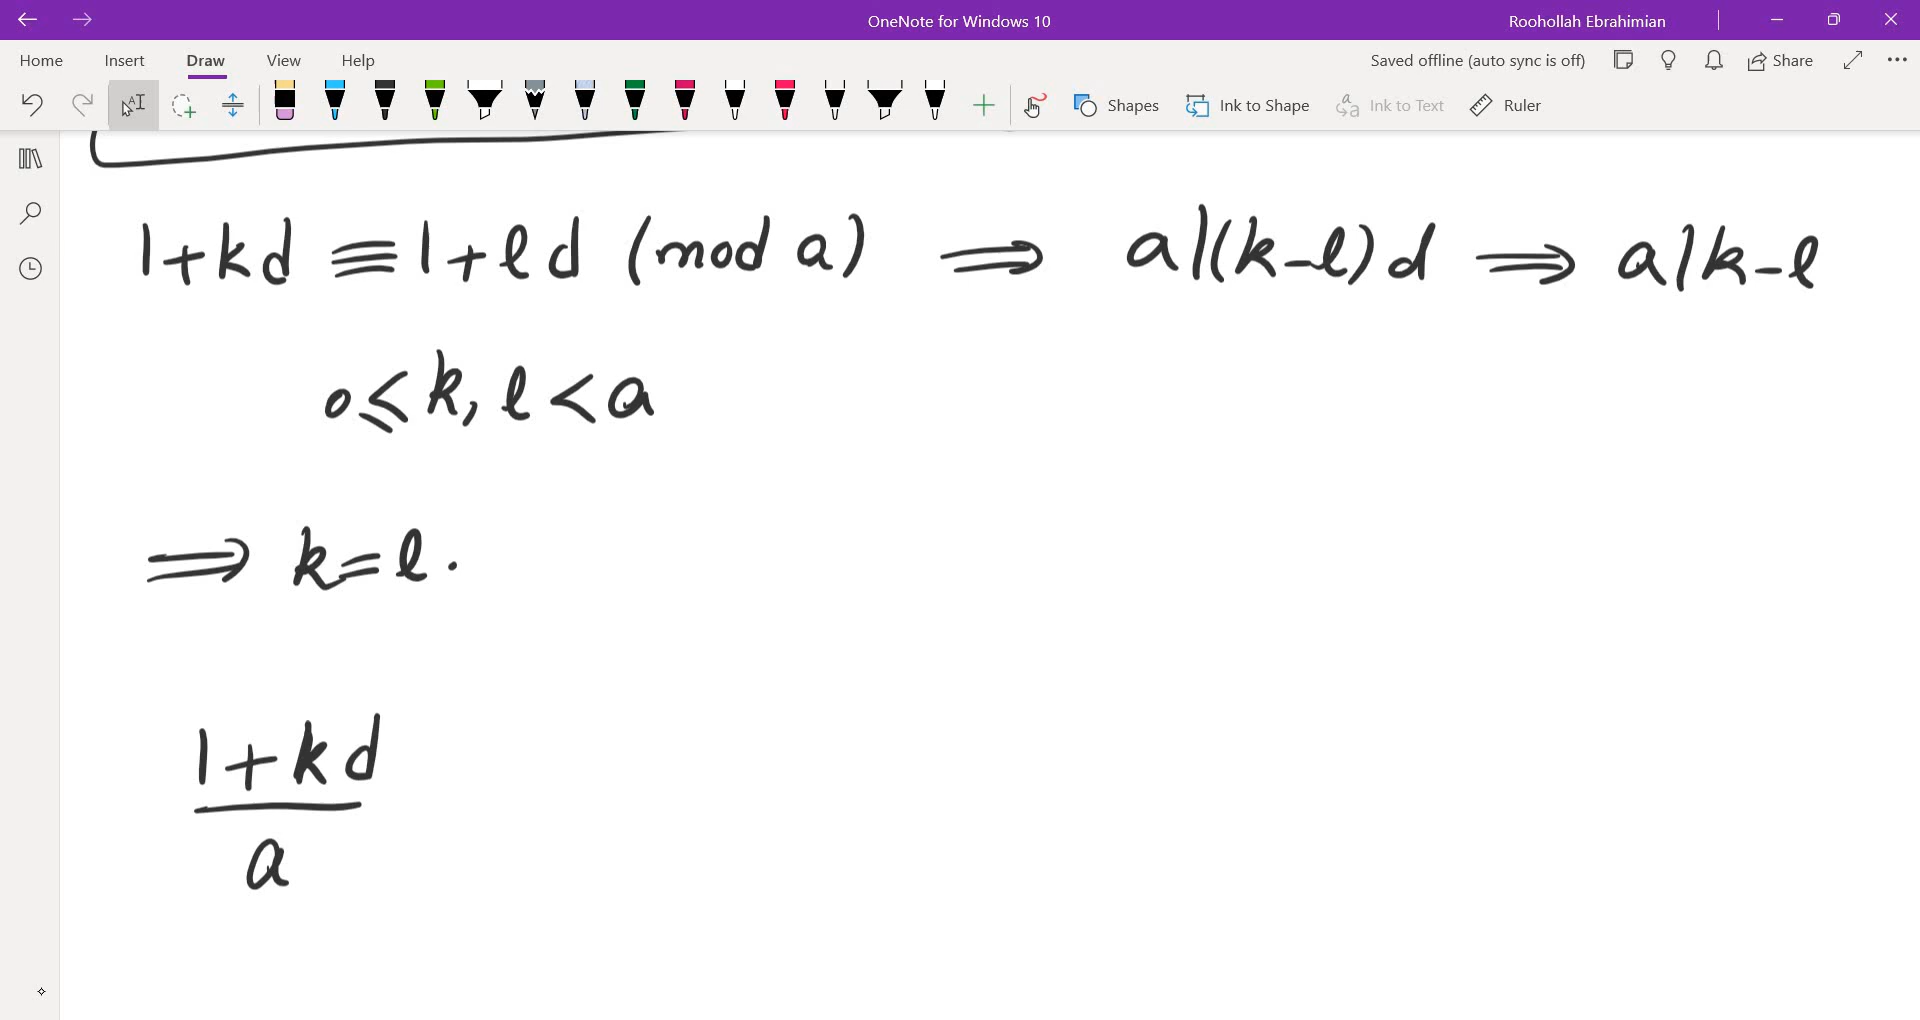 OneNote for Windows 10
Roohollah Ebrahimian
Home Insert Draw View Help
Saved offline (auto sync is off) Share
Shapes Ink to Shape Ink to Text Ruler
1+kd ≡ 1+ℓd (mod a) ⟹ a|(k-ℓ)d ⟹ a|k-ℓ
0≤k, ℓ<a
⟹ k=ℓ.
1+kd
a